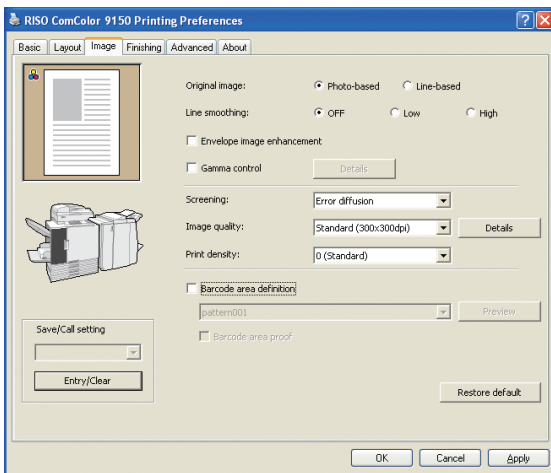 RISO ComColor 9150 Printing Preferences
Basic Layout Image Finishing Advanced About
Original image: Photo-based Line-based
Line smoothing: OFF Low High
Envelope image enhancement
Gamma control Details
Screening: Error diffusion
Image quality: Standard (300x300dpi) Details
Print density: 0 (Standard)
Barcode area definition
pattern001 Preview
Barcode area proof
Save/Call setting
Entry/Clear
Restore default
OK Cancel Apply